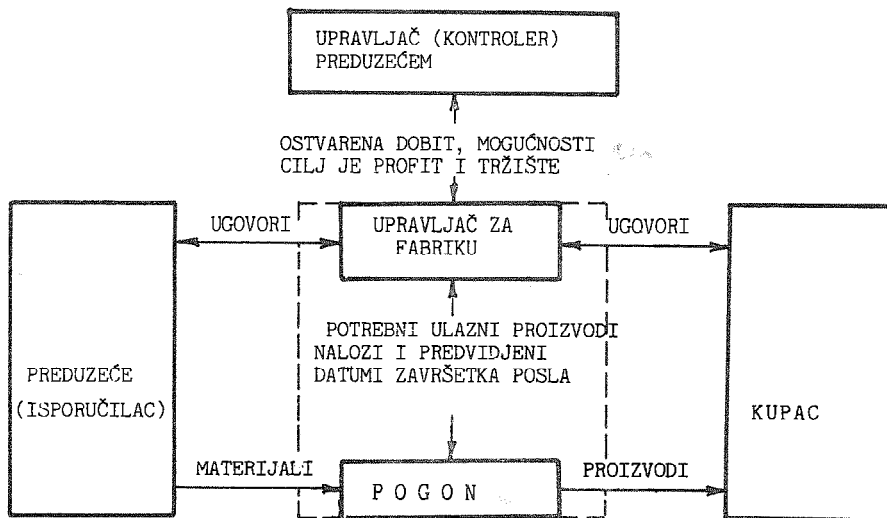 UPRAVLJAČ (KONTROLER)
PREDUZEĆEM
OSTVARENA DOBIT, MOGUĆNOSTI
CILJ JE PROFIT I TRŽIŠTE
UGOVORI
UPRAVLJAČ ZA
FABRIKU
UGOVORI
POTREBNI ULAZNI PROIZVODI
NALOZI I PREDVIDJENI
DATUMI ZAVRŠETKA POSLA
PREDUZEĆE
(ISPORUČILAC)
KUPAC
MATERIJALI
POGON
PROIZVODI